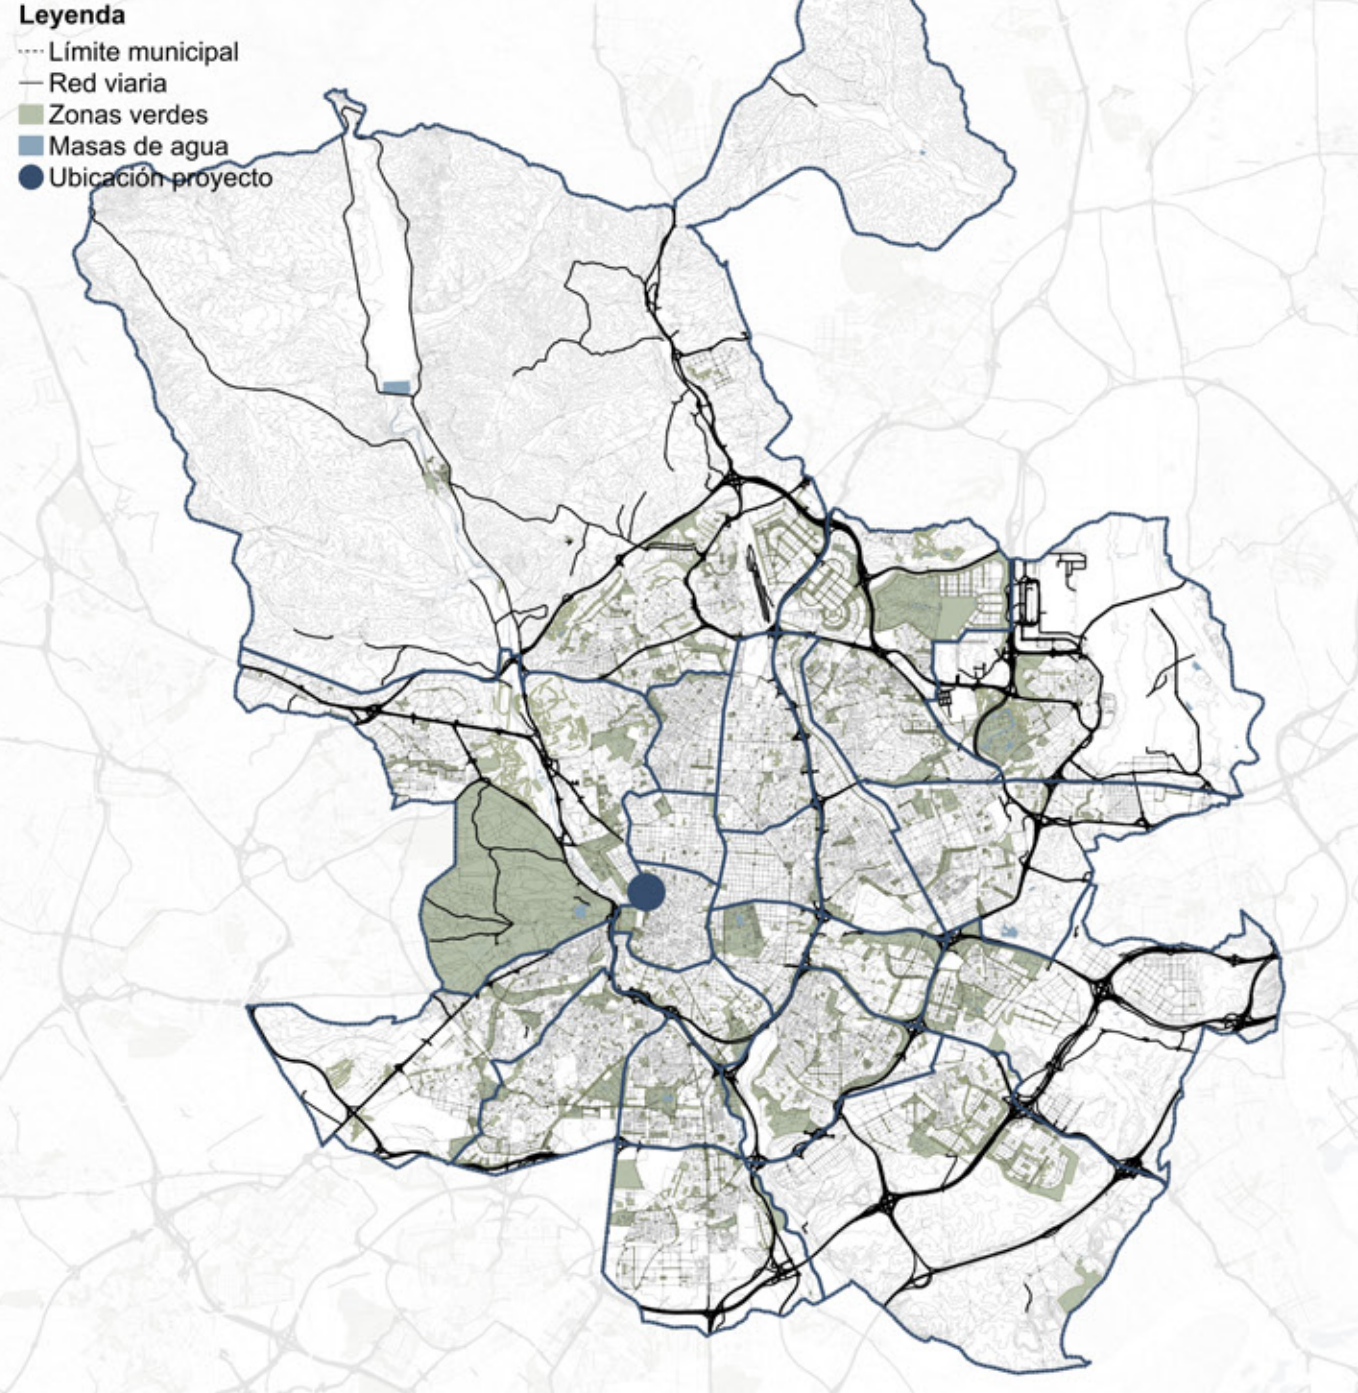 Leyenda
Límite municipal
Red viaria
Zonas verdes
Masas de agua
Ubicación proyecto